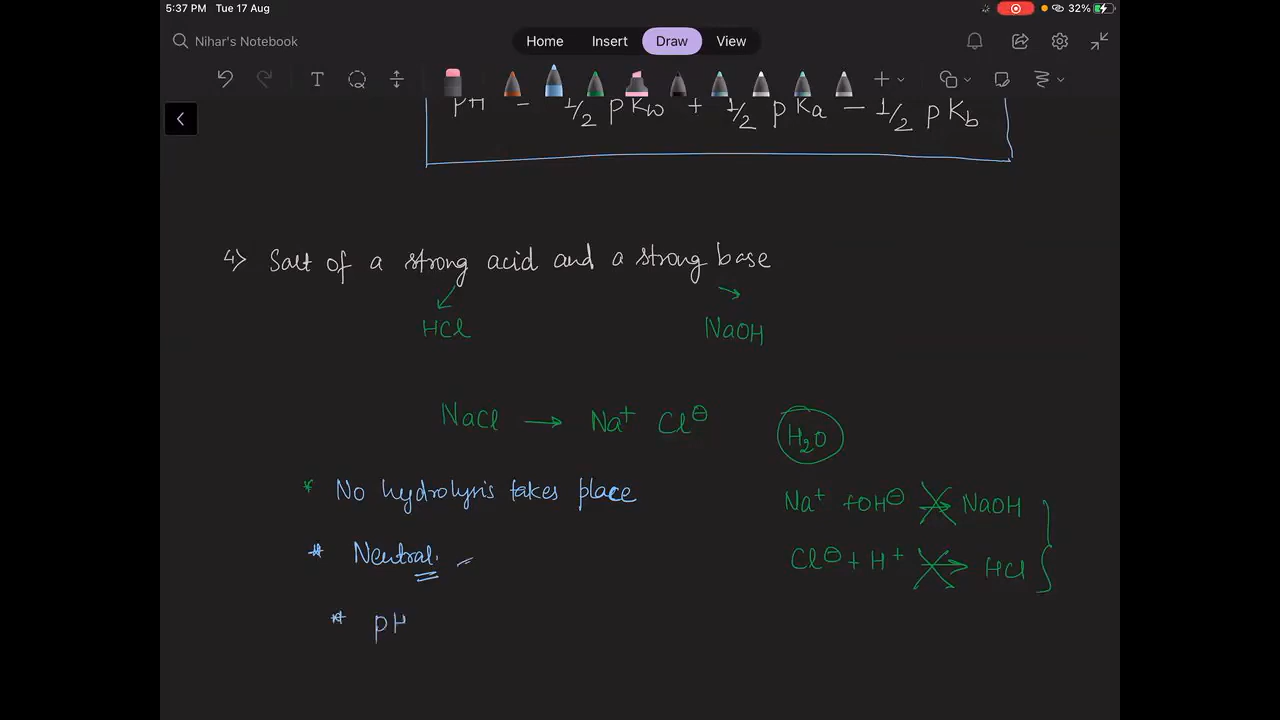 5:37 PM Tue 17 Aug
32%
Nihar's Notebook
Home Insert Draw View
pH = 1/2 pKw + 1/2 pKa − 1/2 pKb
4> Salt of a strong acid and a strong base
HCl NaOH
NaCl → Na+ Cl⊖ H2O
* No hydrolysis takes place
Na+ + OH⊖ → NaOH
* Neutral.
Cl⊖ + H+ → HCl
* pH